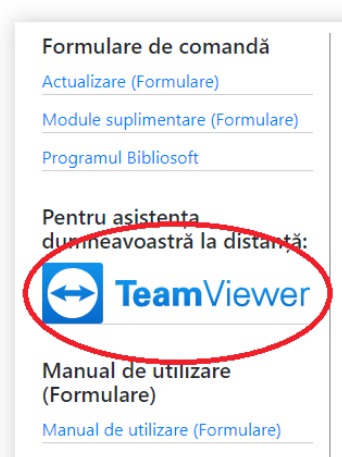 Formulare de comandă
Actualizare (Formulare)
Module suplimentare (Formulare)
Programul Bibliosoft
Pentru asistența
dumneavoastră la distanță:
TeamViewer
Manual de utilizare
(Formulare)
Manual de utilizare (Formulare)